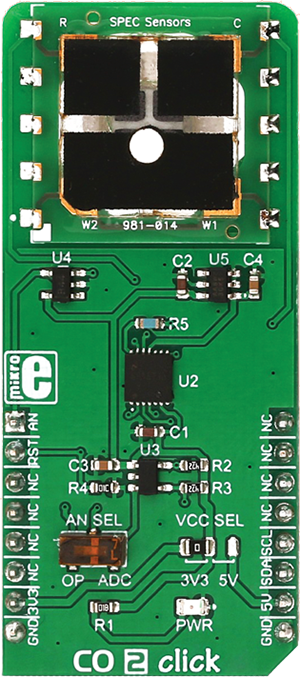 R SPEC Sensors C
W2 981-014 W1
U4 C2 U5 C4
R5
U2
mikro e
C1
AN NC
RST U3 NC
NC C3 R2 NC
NC R4 R3 NC
NC AN SEL VCC SEL SCL
NC SDA
3V3 OP ADC 3V3 5V 5V
GND R1 01B PWR GND
CO 2 click